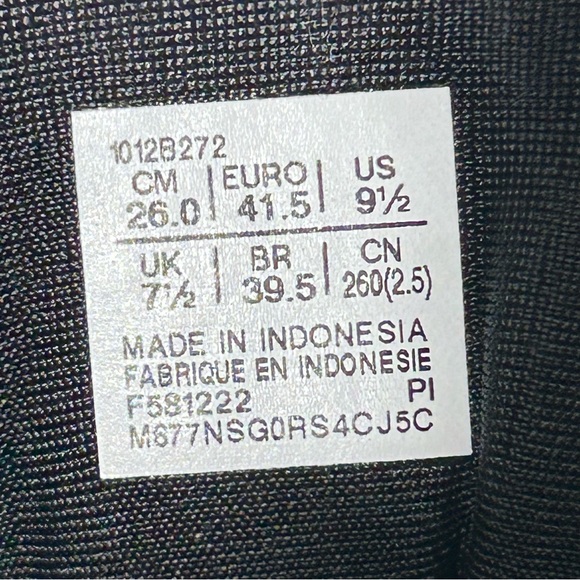 1012B272
CM | EURO | US
26.0 | 41.5 | 9½
UK | BR | CN
7½ | 39.5 | 260(2.5)
MADE IN INDONESIA
FABRIQUE EN INDONESIE
F581222 PI
M877NSG0RS4CJ5C